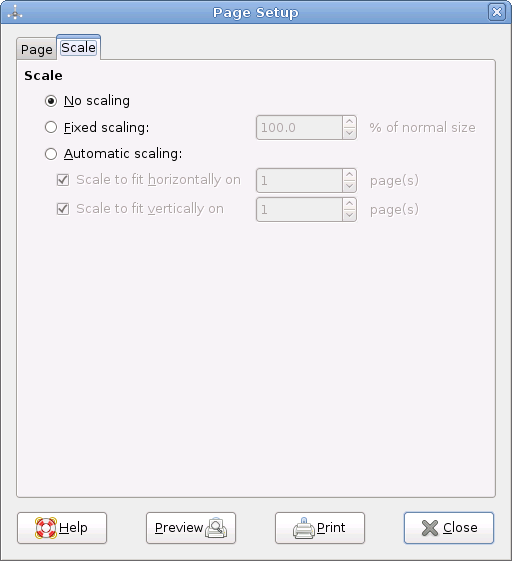 Page Setup
Page Scale
Scale
No scaling
Fixed scaling: 100.0 % of normal size
Automatic scaling:
Scale to fit horizontally on 1 page(s)
Scale to fit vertically on 1 page(s)
Help Preview Print Close